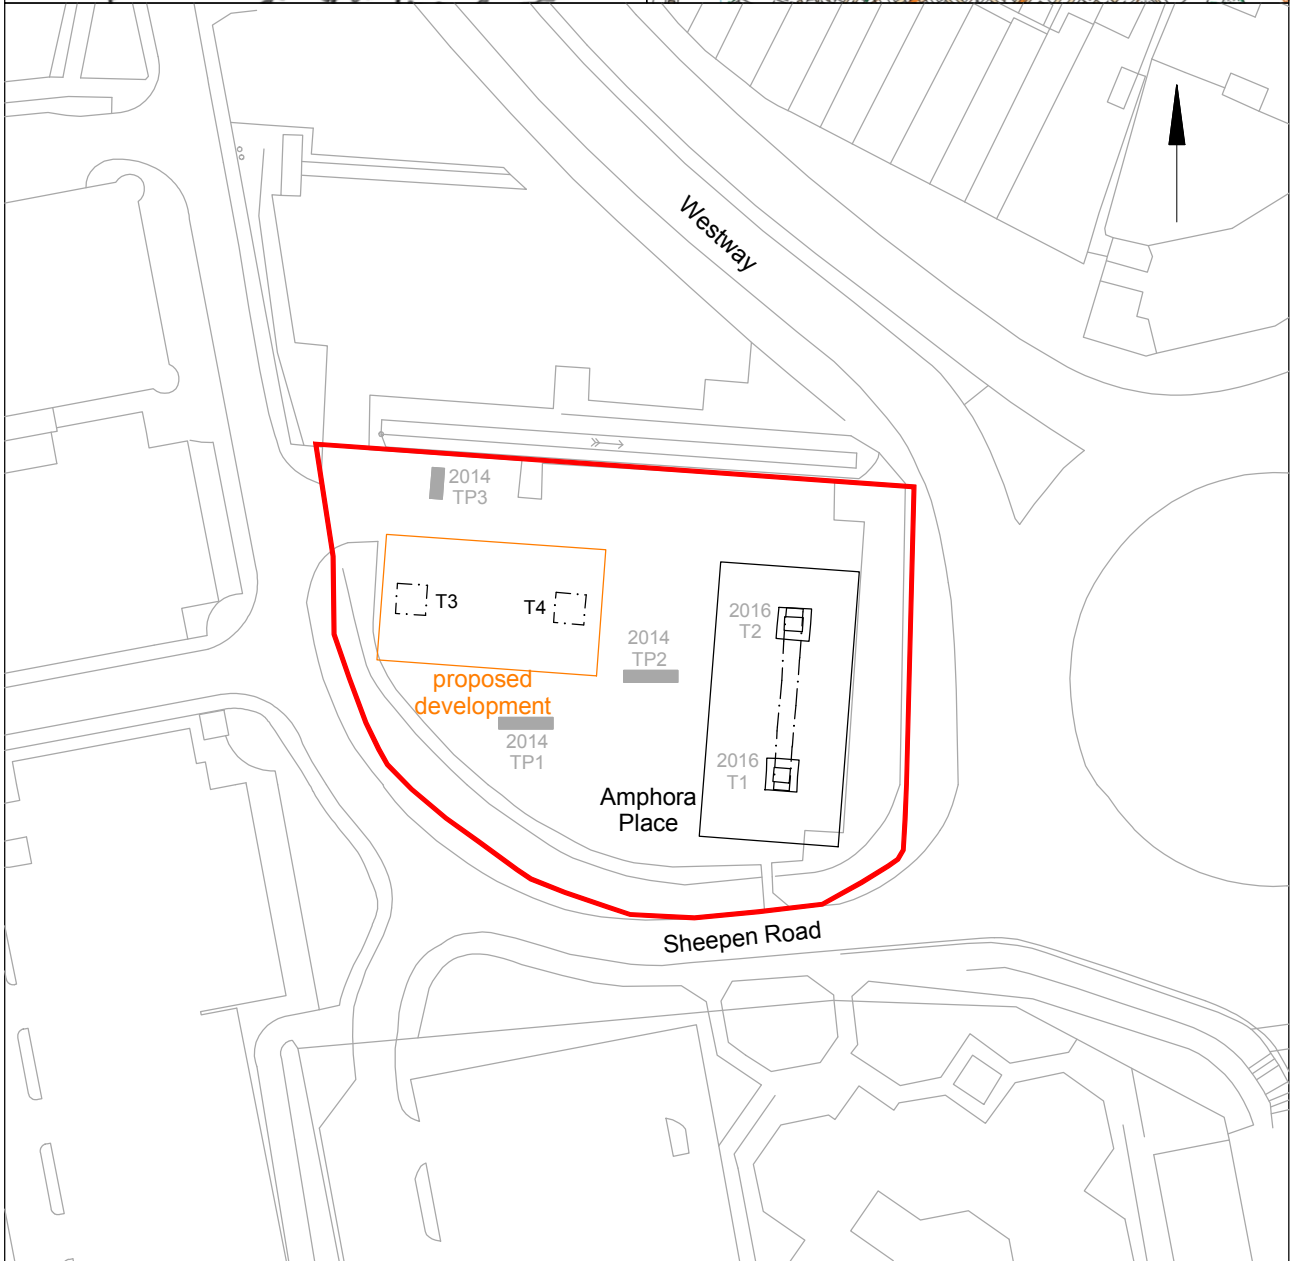 Westway
2014
TP3
T3
T4
2016
T2
2014
TP2
proposed
development
2014
TP1
2016
T1
Amphora
Place
Sheepen Road